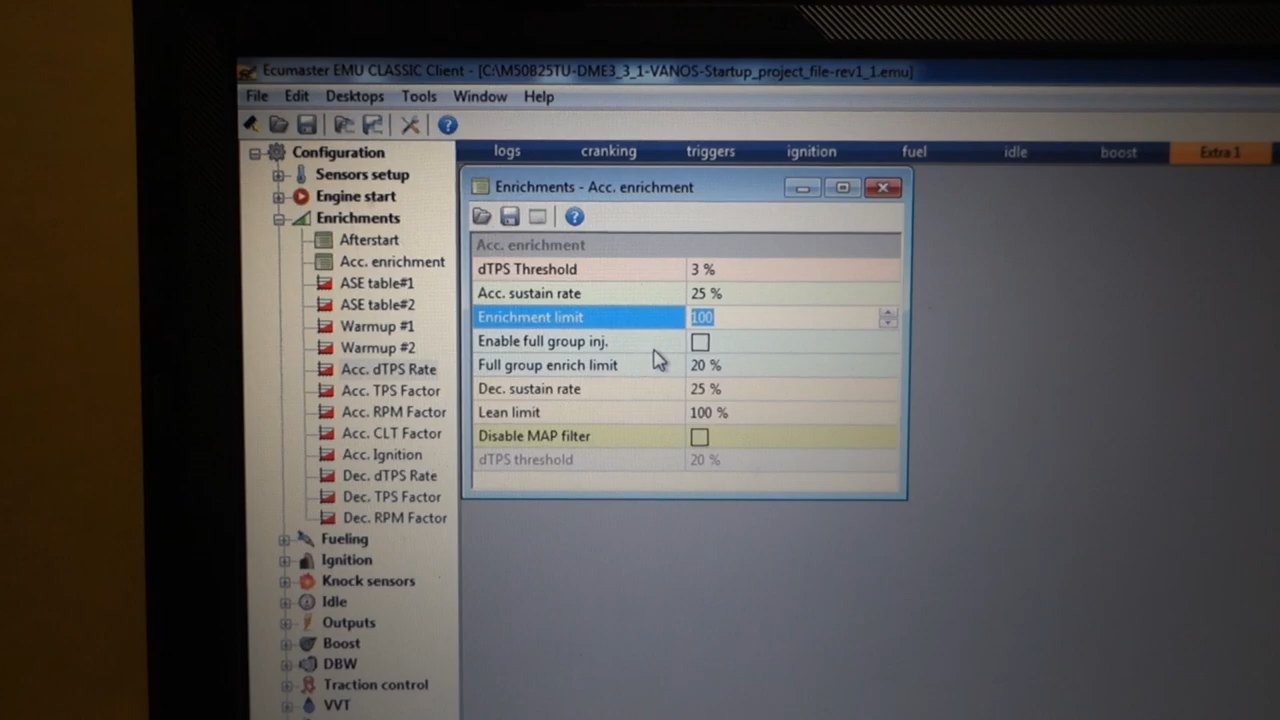 Ecumaster EMU CLASSIC Client - [C:\M50B25TU-DME3_3_1-VANOS-Startup_project_file-rev1_1.emu]
File Edit Desktops Tools Window Help
logs cranking triggers ignition fuel idle boost Extra 1
Configuration
Sensors setup
Engine start
Enrichments
Afterstart
Acc. enrichment
ASE table#1
ASE table#2
Warmup #1
Warmup #2
Acc. dTPS Rate
Acc. TPS Factor
Acc. RPM Factor
Acc. CLT Factor
Acc. Ignition
Dec. dTPS Rate
Dec. TPS Factor
Dec. RPM Factor
Fueling
Ignition
Knock sensors
Idle
Outputs
Boost
DBW
Traction control
VVT
Enrichments - Acc. enrichment
Acc. enrichment
dTPS Threshold 3 %
Acc. sustain rate 25 %
Enrichment limit 100
Enable full group inj.
Full group enrich limit 20 %
Dec. sustain rate 25 %
Lean limit 100 %
Disable MAP filter
dTPS threshold 20 %